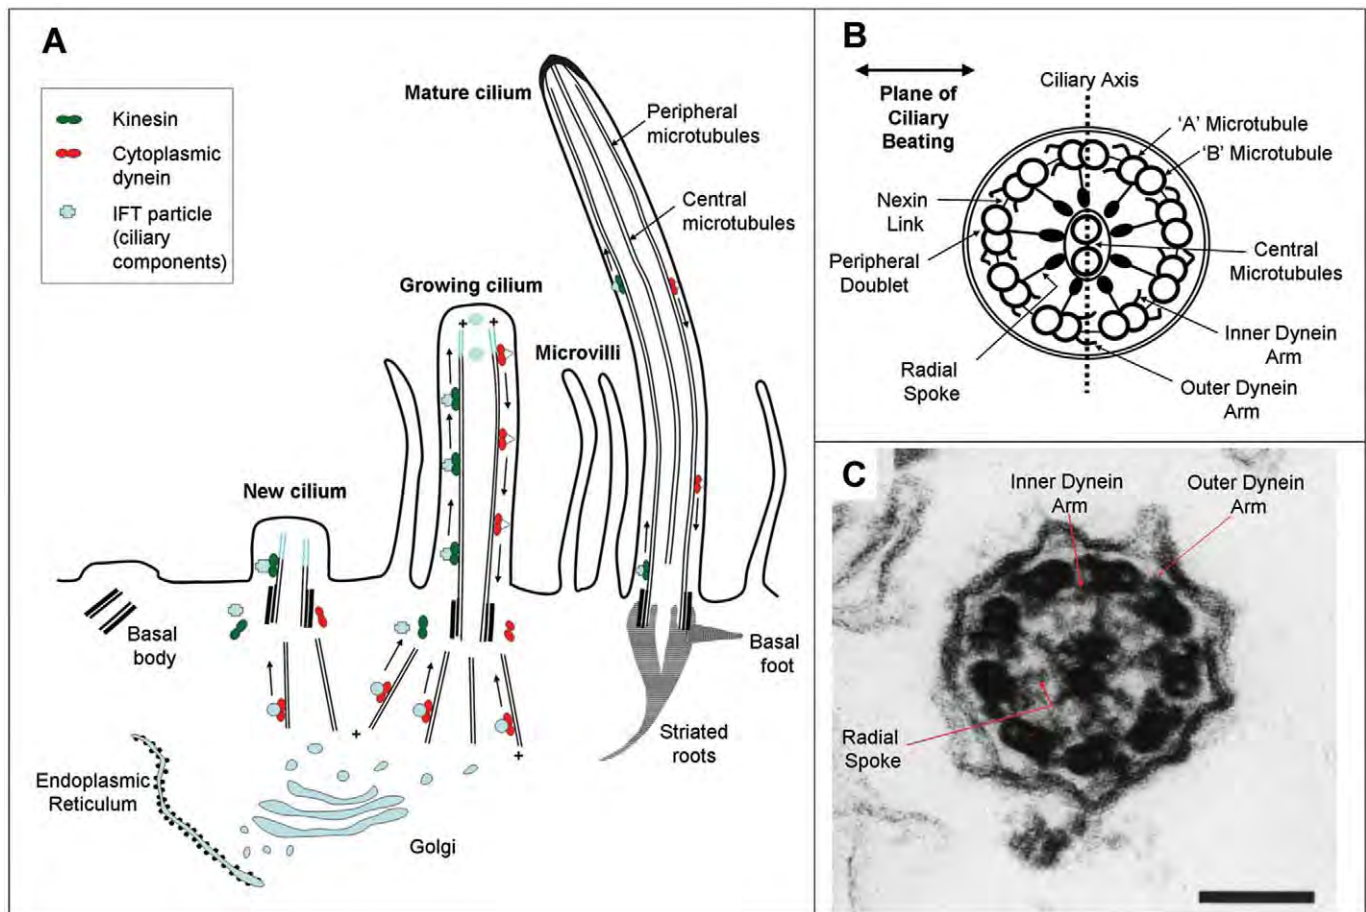 A
Kinesin
Cytoplasmic
dynein
IFT particle
(ciliary
components)
Mature cilium
Peripheral
microtubules
Central
microtubules
Growing cilium
+ +
Microvilli
New cilium
Basal
body
Basal
foot
Striated
roots
+
+
Endoplasmic
Reticulum
Golgi
B
Plane of
Ciliary
Beating
Ciliary Axis
'A' Microtubule
'B' Microtubule
Nexin
Link
Peripheral
Doublet
Central
Microtubules
Inner Dynein
Arm
Radial
Spoke
Outer Dynein
Arm
C
Inner Dynein
Arm
Outer Dynein
Arm
Radial
Spoke